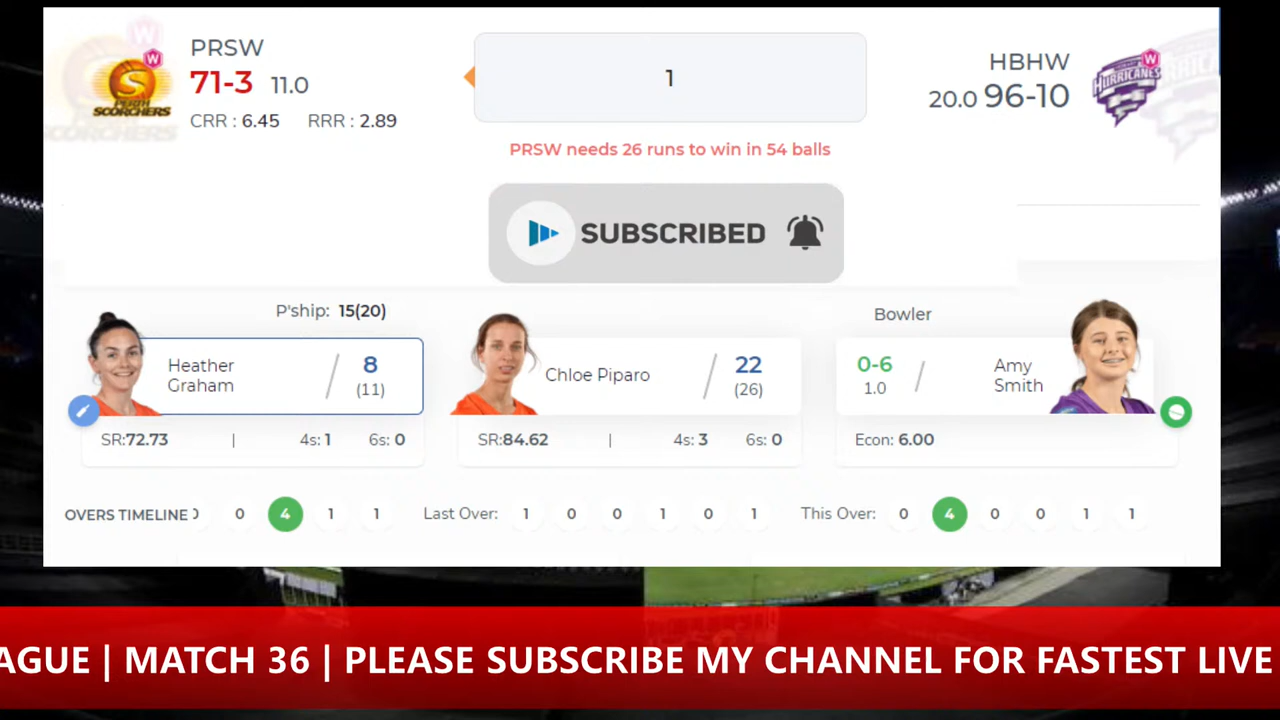 PRSW
71-3 11.0
CRR : 6.45 RRR : 2.89
1
PRSW needs 26 runs to win in 54 balls
HBHW
20.0 96-10
W
PERTH
SCORCHERS
W
HURRICANES
SUBSCRIBED
P'ship: 15(20)
Heather
Graham
8
(11)
SR:72.73 | 4s: 1 6s: 0
Chloe Piparo
22
(26)
SR:84.62 | 4s: 3 6s: 0
Bowler
0-6
1.0
Amy
Smith
Econ: 6.00
OVERS TIMELINE 0 4 1 1
Last Over: 1 0 0 1 0 1
This Over: 0 4 0 0 1 1
AGUE | MATCH 36 | PLEASE SUBSCRIBE MY CHANNEL FOR FASTEST LIVE